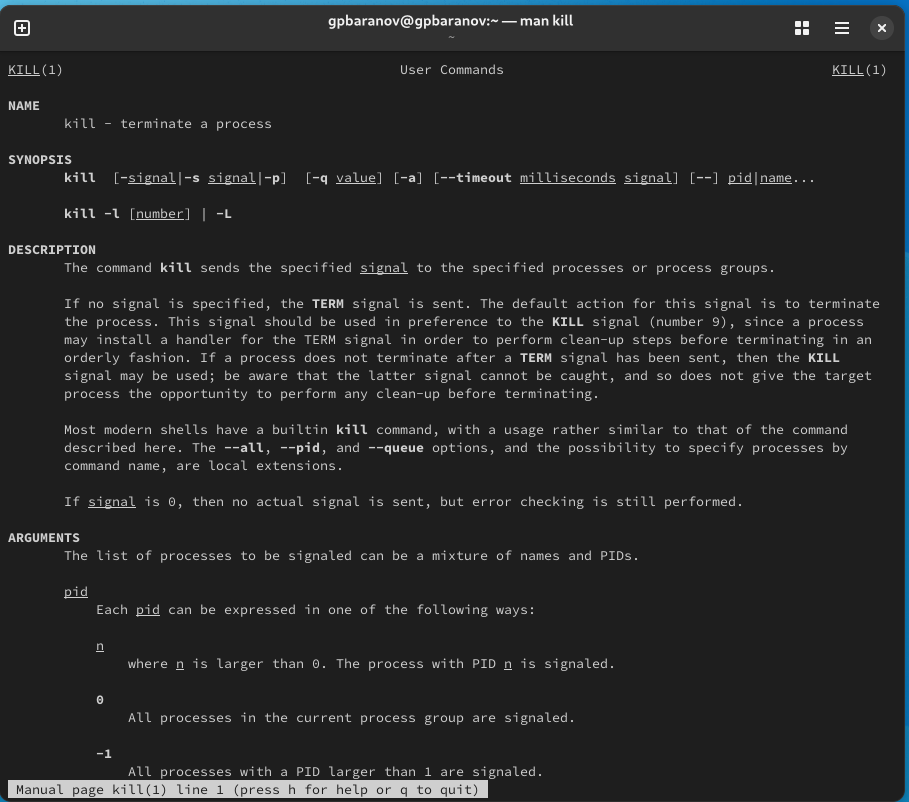 gpbaranov@gpbaranov:~ — man kill
~
KILL(1) User Commands KILL(1)
NAME
kill - terminate a process
SYNOPSIS
kill [-signal|-s signal|-p] [-q value] [-a] [--timeout milliseconds signal] [--] pid|name...
kill -l [number] | -L
DESCRIPTION
The command kill sends the specified signal to the specified processes or process groups.
If no signal is specified, the TERM signal is sent. The default action for this signal is to terminate
the process. This signal should be used in preference to the KILL signal (number 9), since a process
may install a handler for the TERM signal in order to perform clean-up steps before terminating in an
orderly fashion. If a process does not terminate after a TERM signal has been sent, then the KILL
signal may be used; be aware that the latter signal cannot be caught, and so does not give the target
process the opportunity to perform any clean-up before terminating.
Most modern shells have a builtin kill command, with a usage rather similar to that of the command
described here. The --all, --pid, and --queue options, and the possibility to specify processes by
command name, are local extensions.
If signal is 0, then no actual signal is sent, but error checking is still performed.
ARGUMENTS
The list of processes to be signaled can be a mixture of names and PIDs.
pid
Each pid can be expressed in one of the following ways:
n
where n is larger than 0. The process with PID n is signaled.
0
All processes in the current process group are signaled.
-1
All processes with a PID larger than 1 are signaled.
Manual page kill(1) line 1 (press h for help or q to quit)